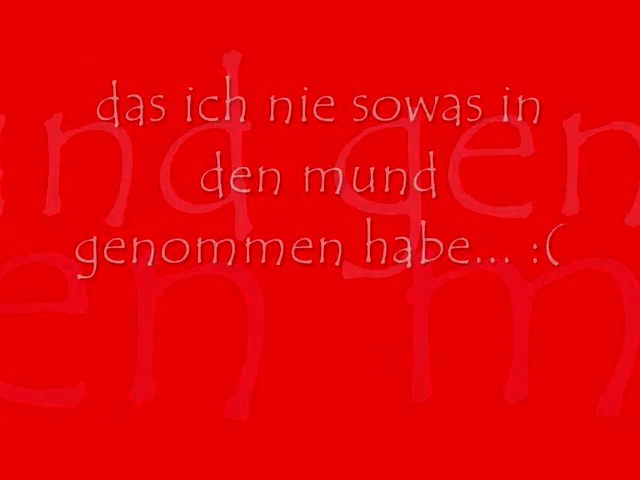 das ich nie sowas in
den mund
genommen habe... :(